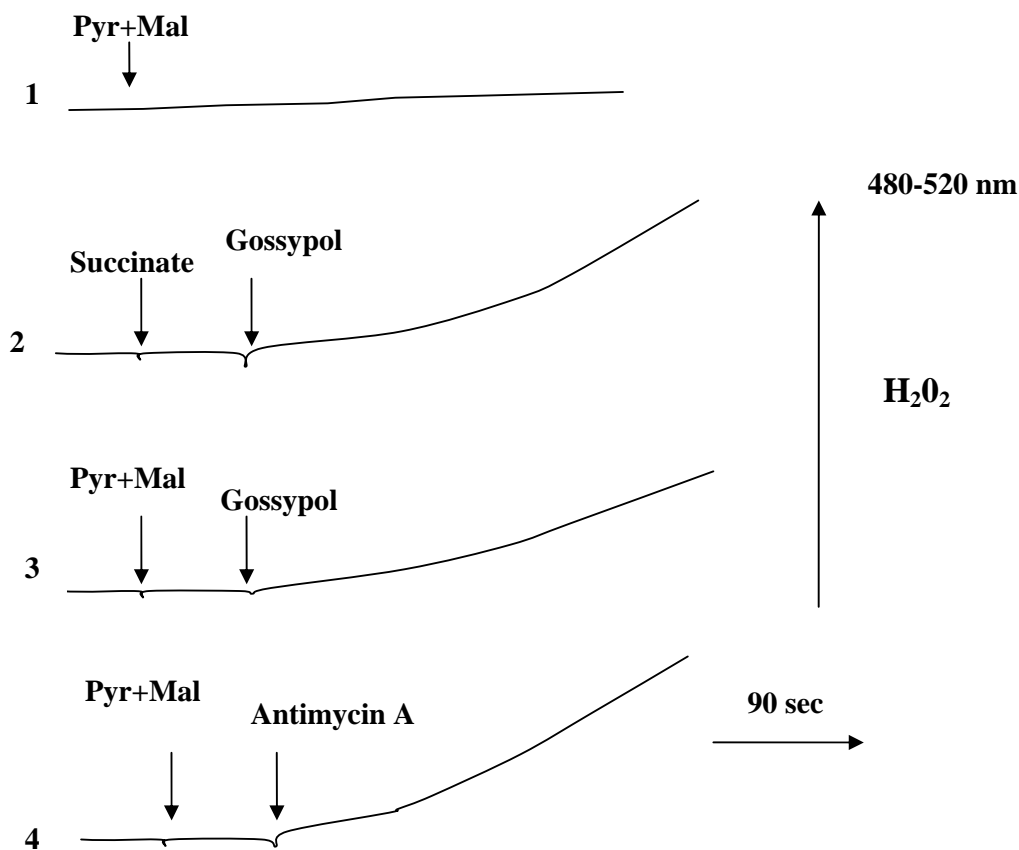 Pyr+Mal
1
480-520 nm
Gossypol
Succinate
2
H₂0₂
Pyr+Mal
Gossypol
3
Pyr+Mal
90 sec
Antimycin A
4